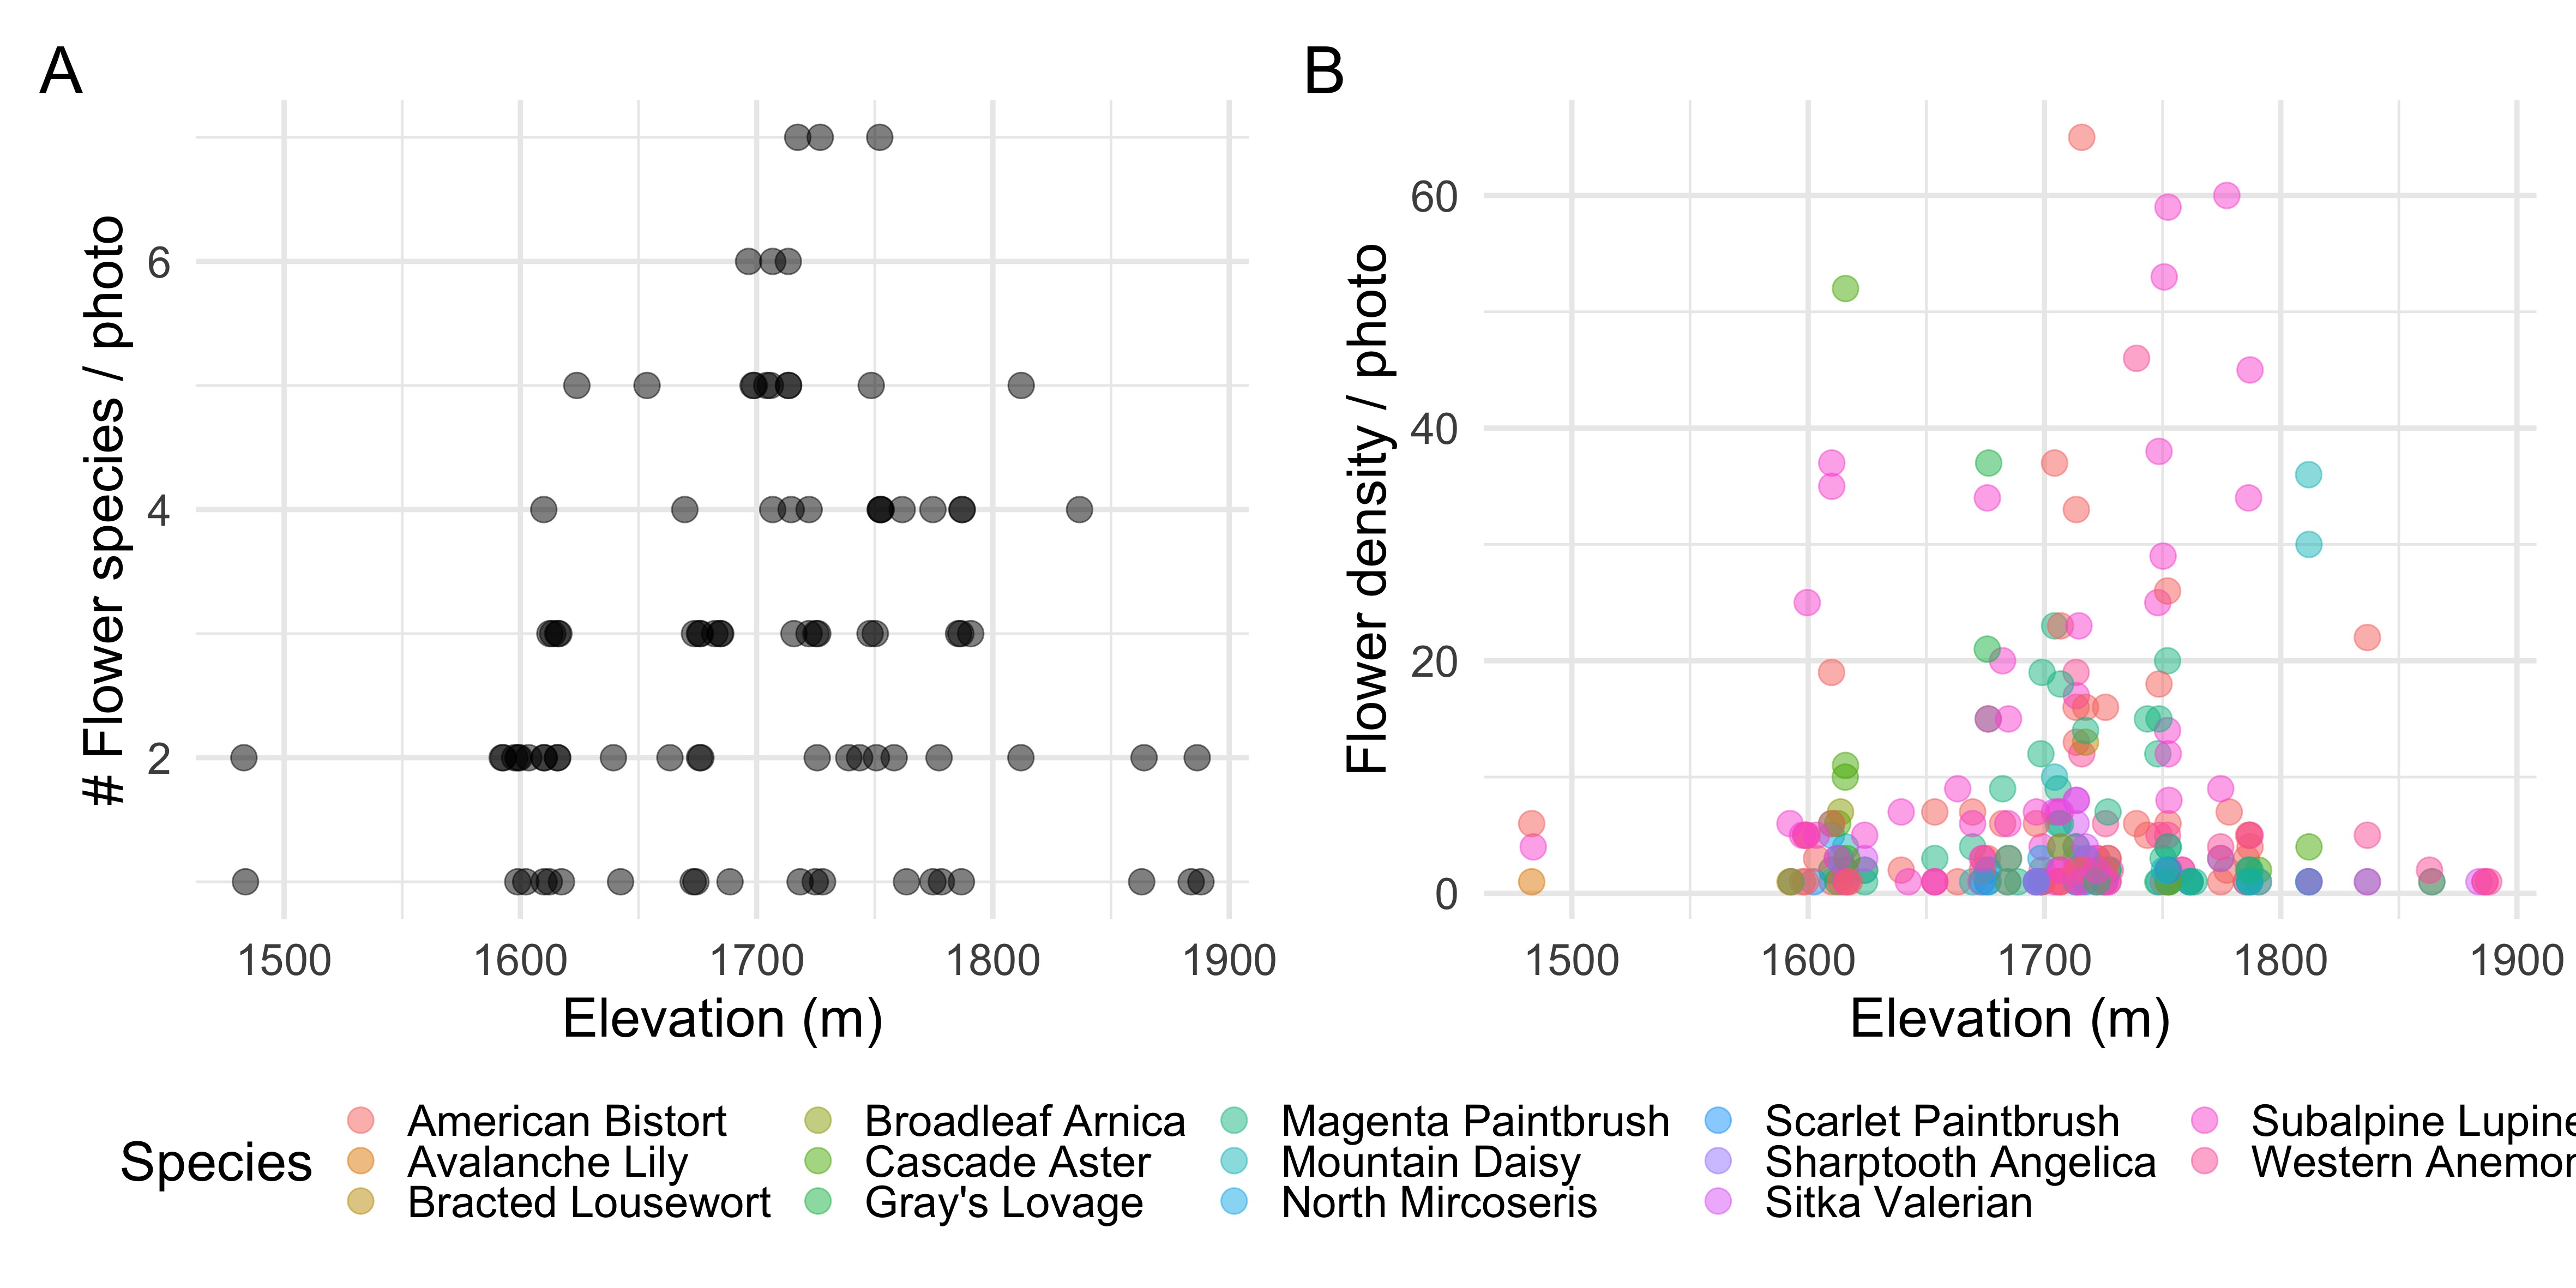 A
B
# Flower species / photo
6
4
2
1500 1600 1700 1800 1900
Elevation (m)
Flower density / photo
60
40
20
0
1500 1600 1700 1800 1900
Elevation (m)
Species
American Bistort
Avalanche Lily
Bracted Lousewort
Broadleaf Arnica
Cascade Aster
Gray's Lovage
Magenta Paintbrush
Mountain Daisy
North Mircoseris
Scarlet Paintbrush
Sharptooth Angelica
Sitka Valerian
Subalpine Lupine
Western